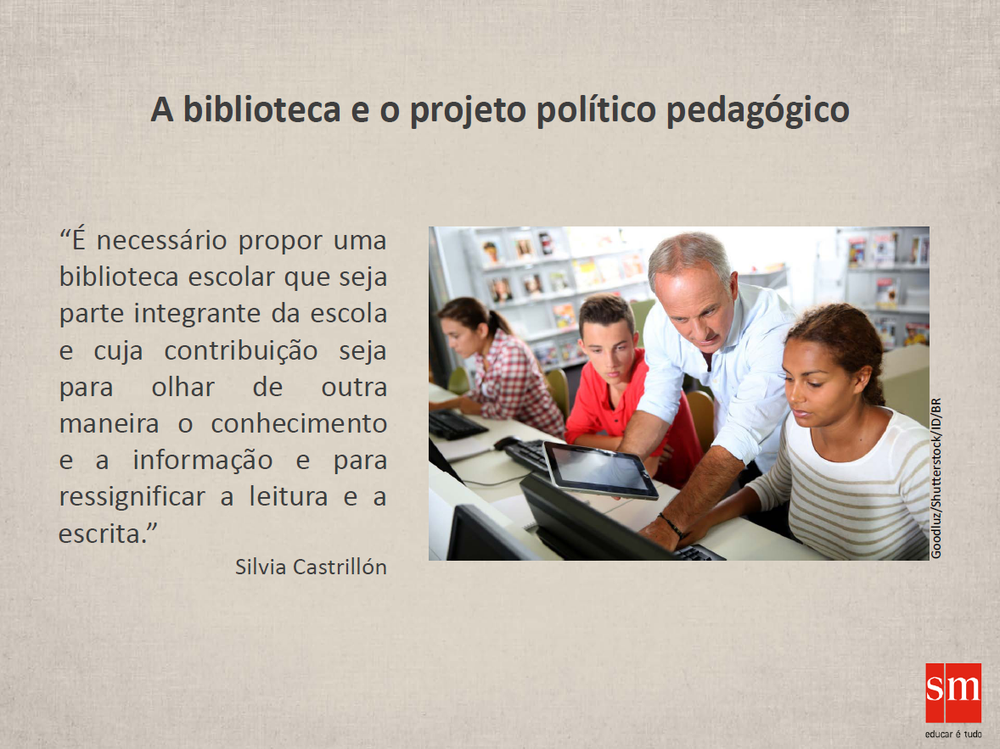 A biblioteca e o projeto político pedagógico
“É necessário propor uma
biblioteca escolar que seja
parte integrante da escola
e cuja contribuição seja
para olhar de outra
maneira o conhecimento
e a informação e para
ressignificar a leitura e a
escrita.”
Silvia Castrillón
Goodluz/Shutterstock/ID/BR
sm
educar é tudo